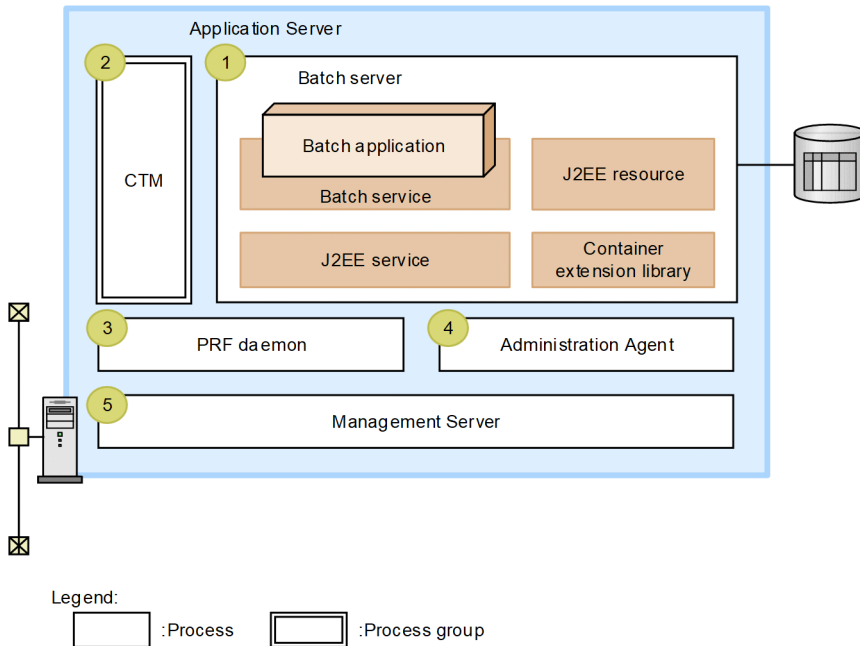 Application Server
2
1
Batch server
Batch application
CTM
J2EE resource
Batch service
J2EE service
Container
extension library
3
PRF daemon
4
Administration Agent
5
Management Server
Legend:
:Process
:Process group